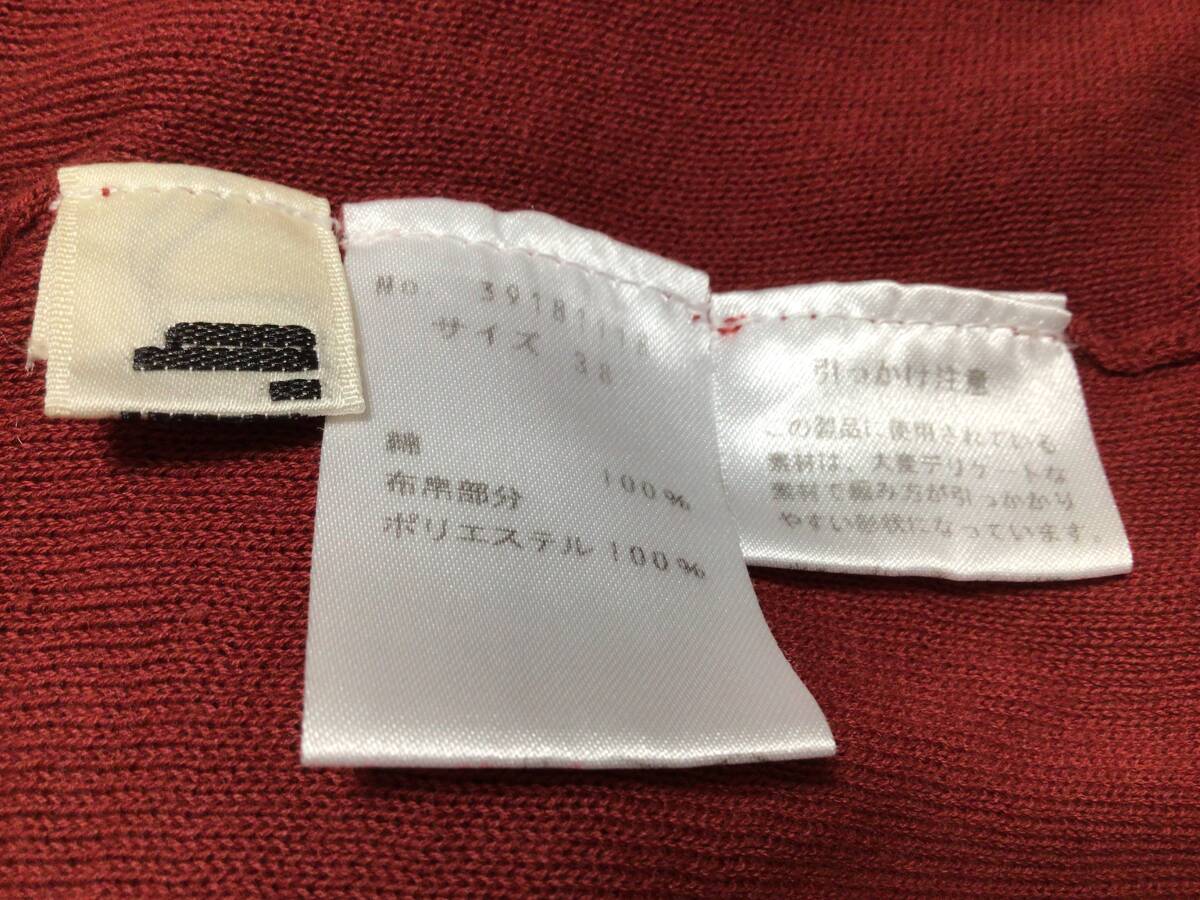 No 3918111
サイズ 38
綿 100%
布帛部分
ポリエステル 100%
引っかけ注意
この製品に使用されている
素材は、大変デリケートな
素材で編み方が引っかかり
やすい形状になっています。